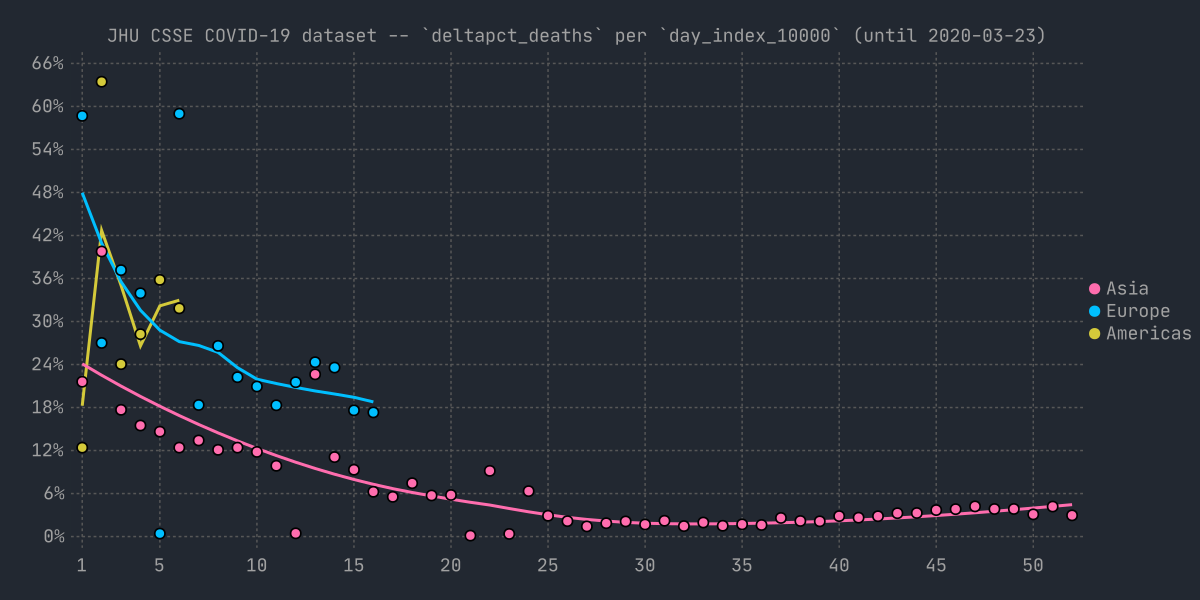 JHU CSSE COVID-19 dataset -- `deltapct_deaths` per `day_index_10000` (until 2020-03-23)
66%
60%
54%
48%
42%
36%
30%
24%
18%
12%
6%
0%
1 5 10 15 20 25 30 35 40 45 50
Asia
Europe
Americas